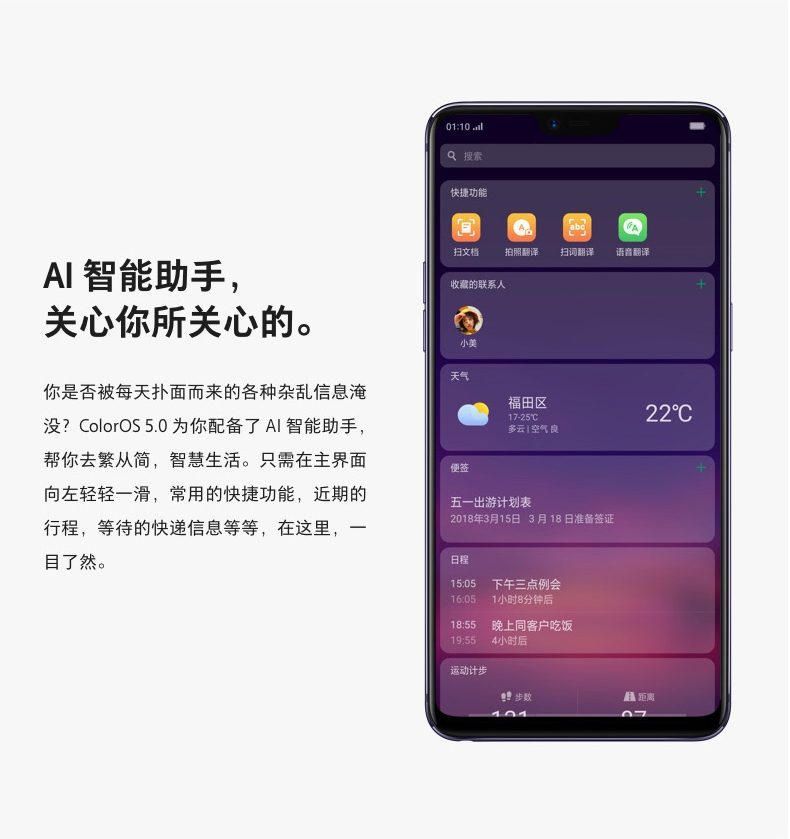 AI 智能助手，
关心你所关心的。
你是否被每天扑面而来的各种杂乱信息淹
没？ColorOS 5.0 为你配备了 AI 智能助手，
帮你去繁从简，智慧生活。只需在主界面
向左轻轻一滑，常用的快捷功能，近期的
行程，等待的快递信息等等，在这里，一
目了然。
01:10
搜索
快捷功能
扫文档 拍照翻译 扫词翻译 语音翻译
收藏的联系人
小美
天气
福田区
17-25℃
多云 | 空气 良
22℃
便签
五一出游计划表
2018年3月15日 3 月 18 日准备签证
日程
15:05 下午三点例会
16:05 1小时8分钟后
18:55 晚上同客户吃饭
19:55 4小时后
运动计步
步数 距离